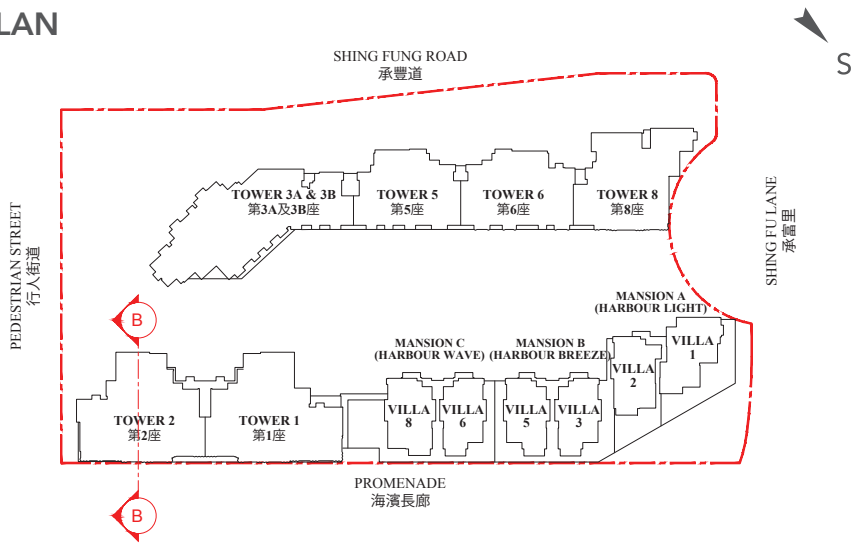 LAN
S
SHING FUNG ROAD
承豐道
PEDESTRIAN STREET
行人街道
TOWER 3A & 3B
第3A及3B座
TOWER 5
第5座
TOWER 6
第6座
TOWER 8
第8座
SHING FU LANE
承富里
B
MANSION A
(HARBOUR LIGHT)
MANSION C
(HARBOUR WAVE)
MANSION B
(HARBOUR BREEZE)
VILLA
1
VILLA
2
TOWER 2
第2座
TOWER 1
第1座
VILLA
8
VILLA
6
VILLA
5
VILLA
3
PROMENADE
海濱長廊
B